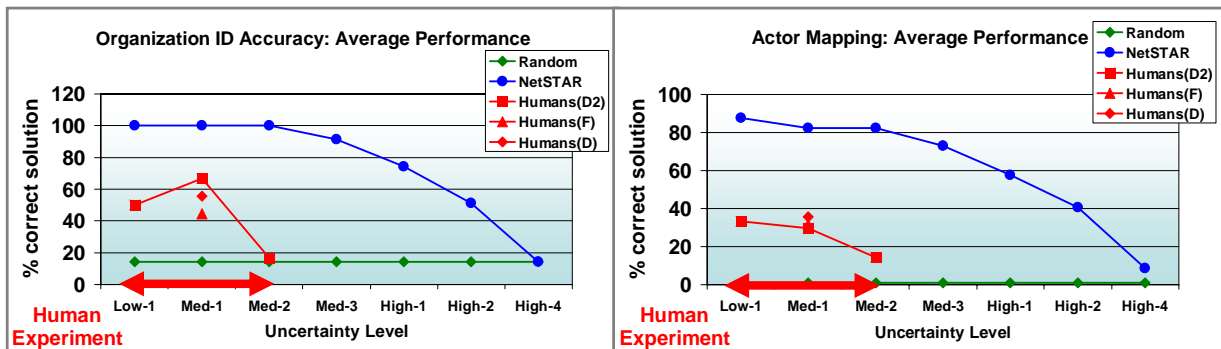 Organization ID Accuracy: Average Performance
Random
NetSTAR
Humans(D2)
Humans(F)
Humans(D)
% correct solution
120
100
80
60
40
20
0
Low-1 Med-1 Med-2 Med-3 High-1 High-2 High-4
Uncertainty Level
Human
Experiment
Actor Mapping: Average Performance
Random
NetSTAR
Humans(D2)
Humans(F)
Humans(D)
% correct solution
100
80
60
40
20
0
Low-1 Med-1 Med-2 Med-3 High-1 High-2 High-4
Uncertainty Level
Human
Experiment